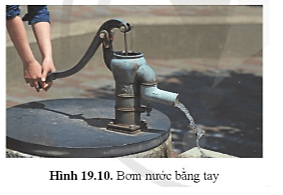 Hình 19.10. Bơm nước bằng tay